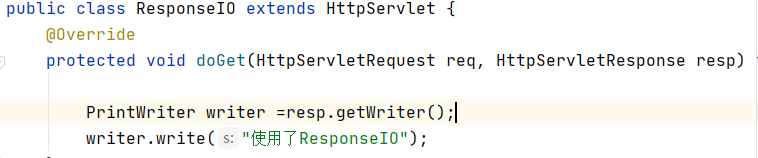 public class ResponseIO extends HttpServlet {
@Override
protected void doGet(HttpServletRequest req, HttpServletResponse resp)
PrintWriter writer =resp.getWriter();
writer.write( s: "使用了ResponseIO");